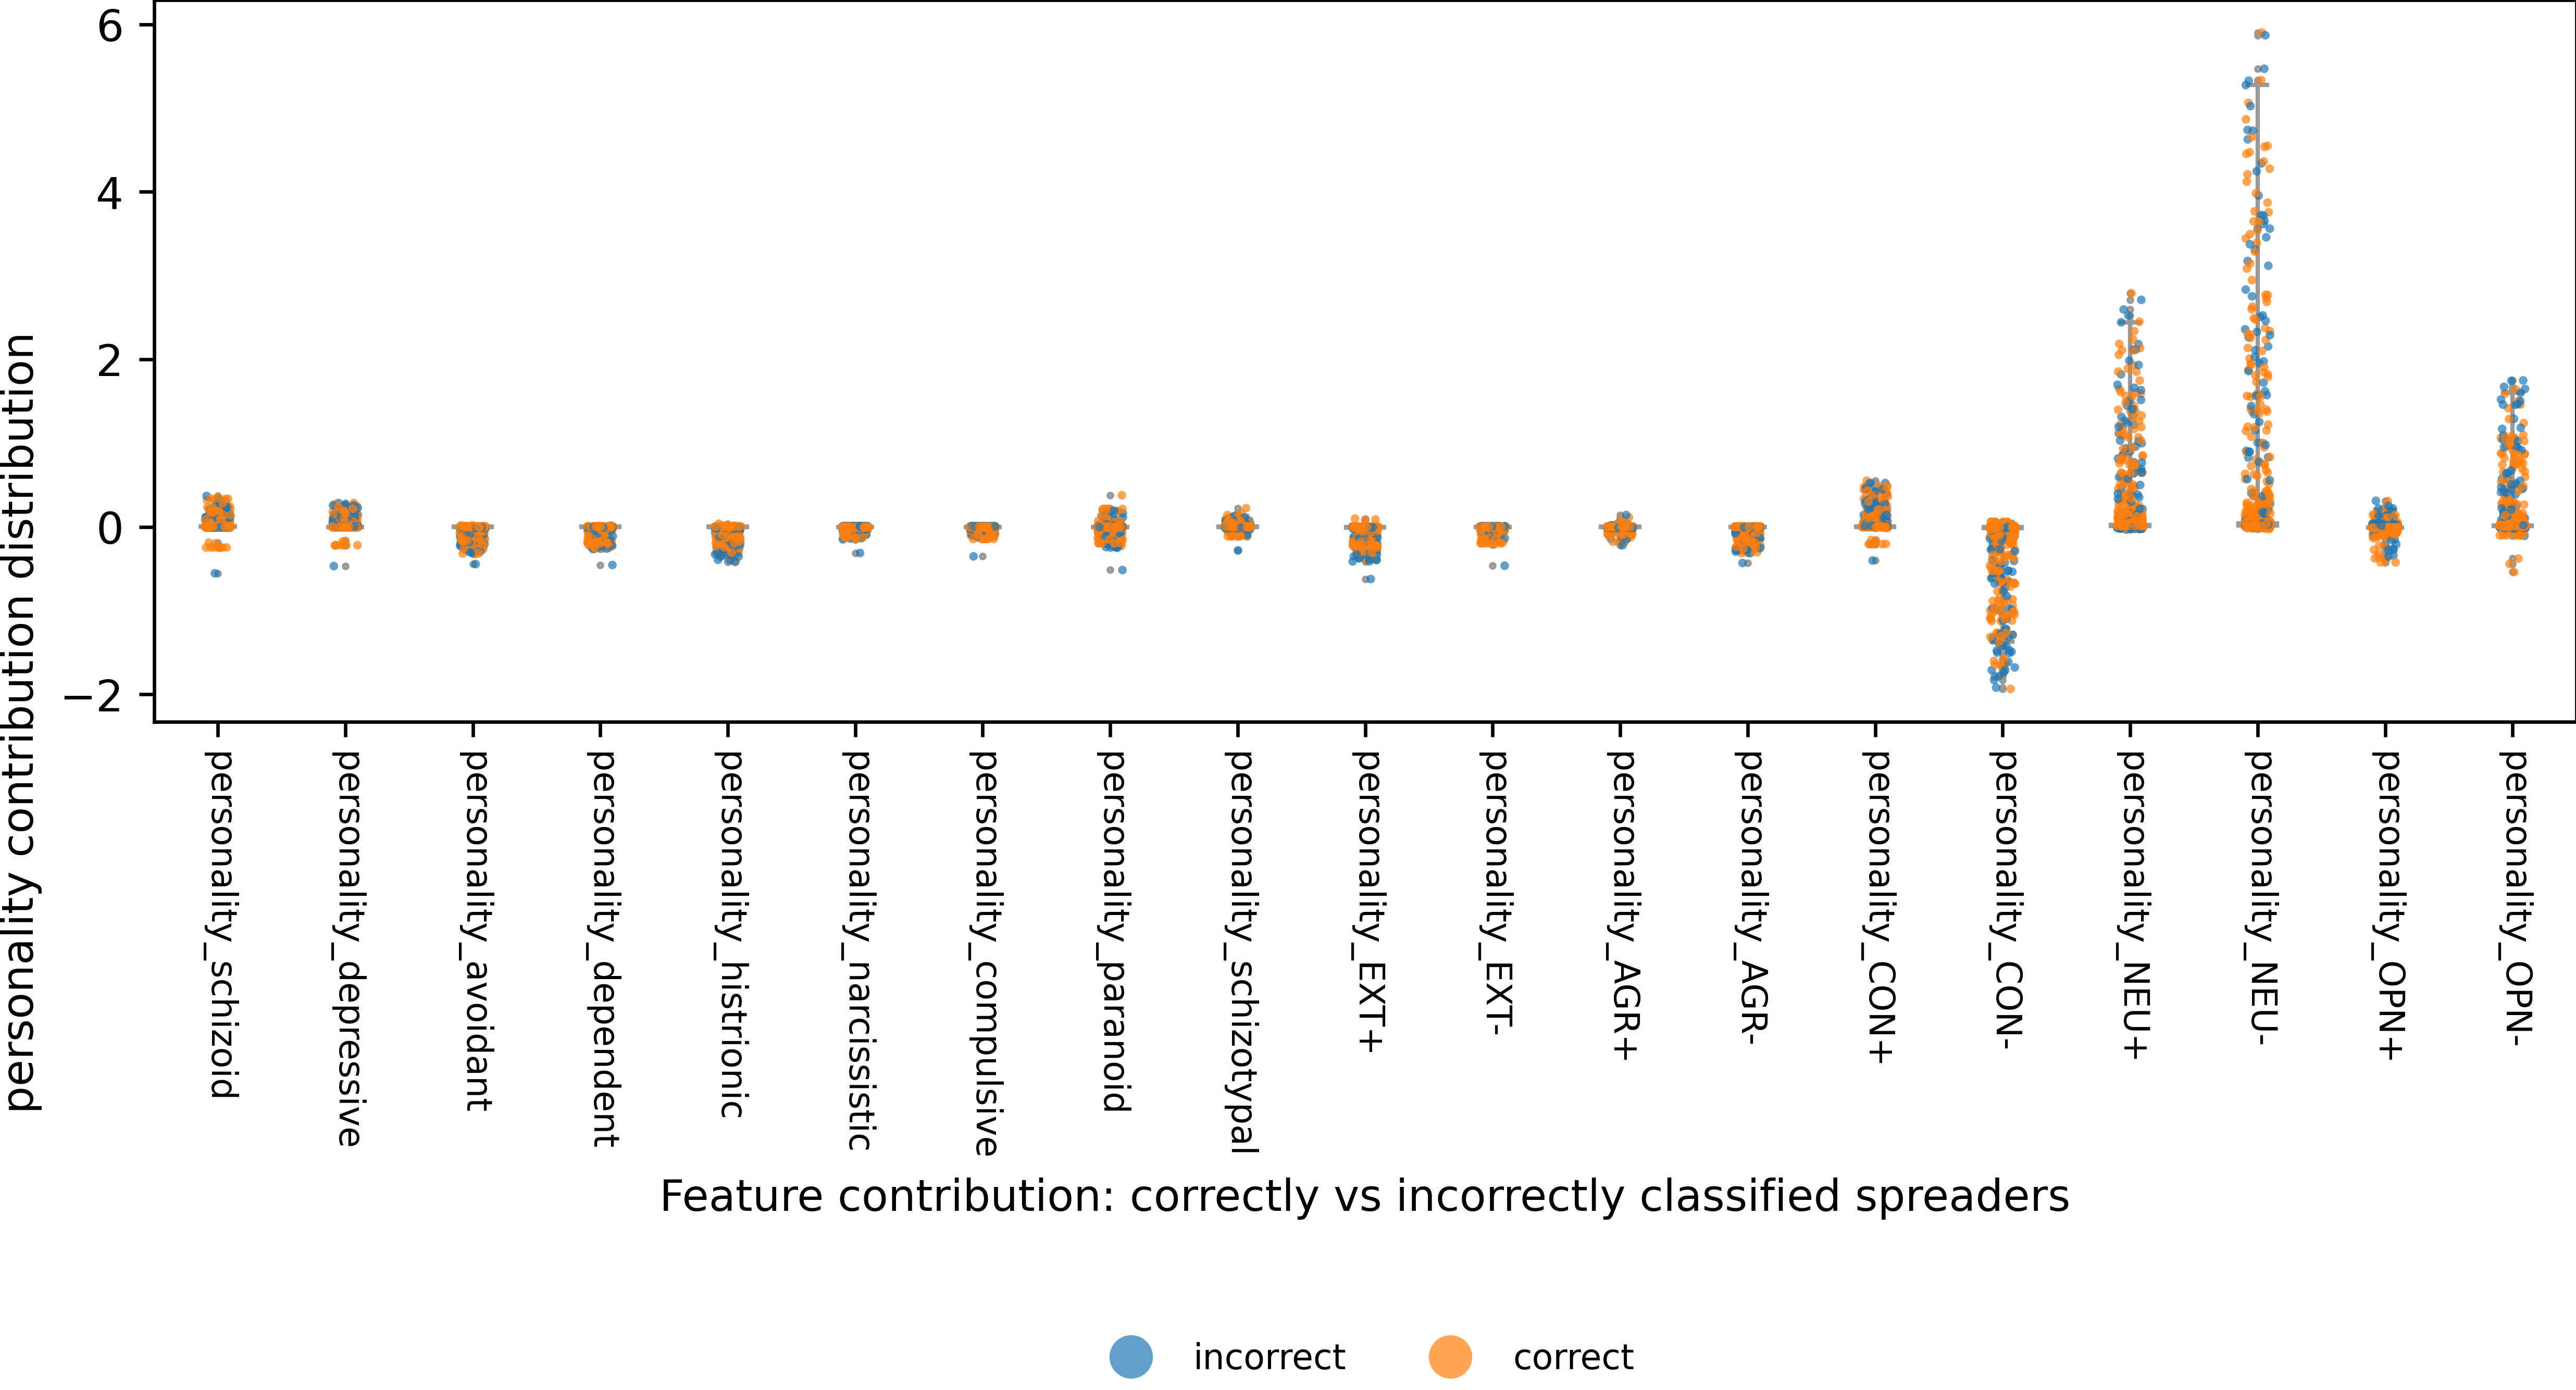 personality contribution distribution
6
4
2
0
−2
personality_schizoid
personality_depressive
personality_avoidant
personality_dependent
personality_histrionic
personality_narcissistic
personality_compulsive
personality_paranoid
personality_schizotypal
personality_EXT+
personality_EXT-
personality_AGR+
personality_AGR-
personality_CON+
personality_CON-
personality_NEU+
personality_NEU-
personality_OPN+
personality_OPN-
Feature contribution: correctly vs incorrectly classified spreaders
incorrect
correct